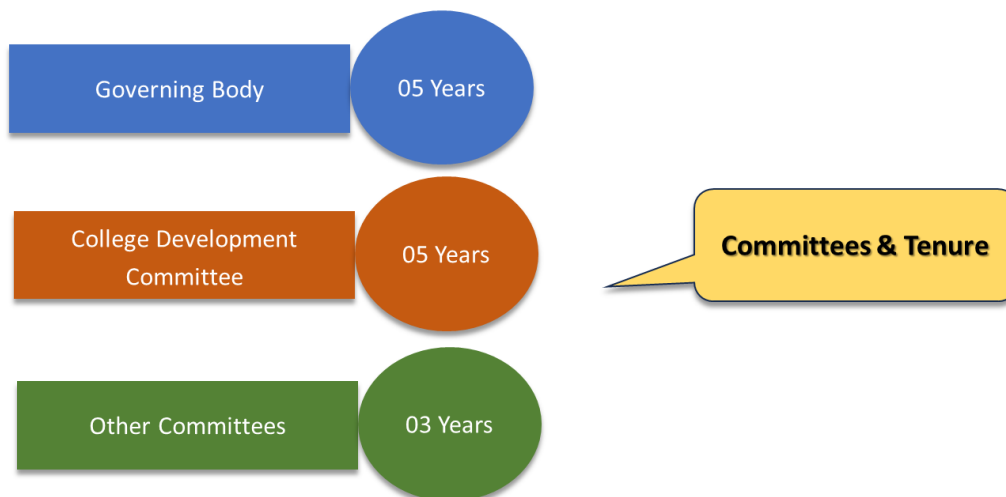 Governing Body
05 Years
College Development
Committee
05 Years
Committees & Tenure
Other Committees
03 Years